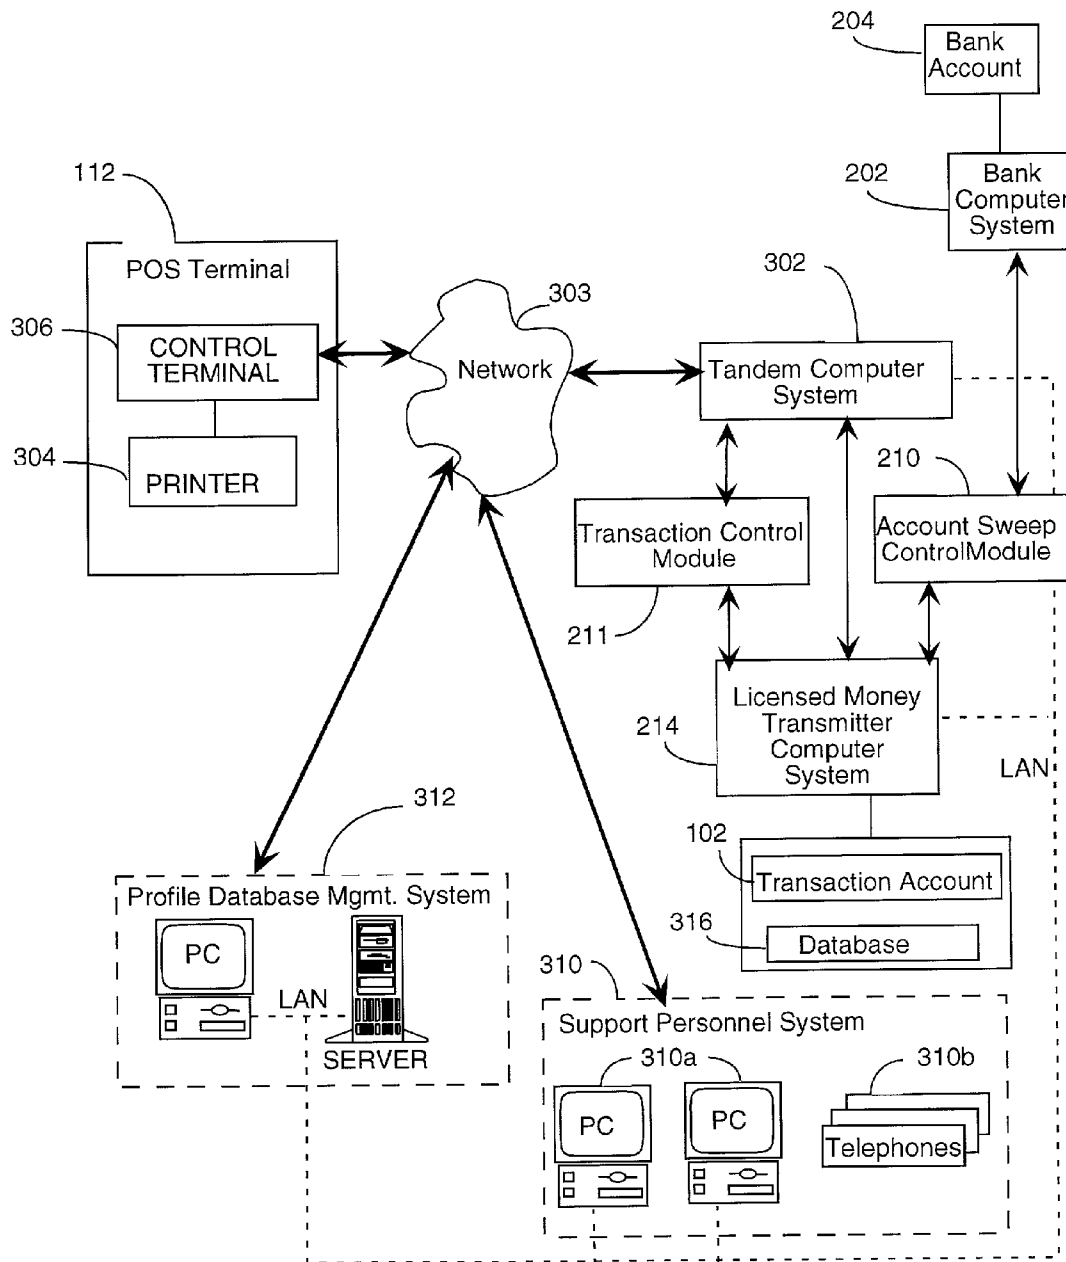 204
Bank
Account
112
202
Bank
Computer
System
POS Terminal
303
302
306
CONTROL
TERMINAL
Network
Tandem Computer
System
304
PRINTER
210
Transaction Control
Module
Account Sweep
ControlModule
211
214
Licensed Money
Transmitter
Computer
System
LAN
312
102
Transaction Account
Profile Database Mgmt. System
316
Database
PC
LAN
SERVER
310
Support Personnel System
310a
310b
PC
PC
Telephones